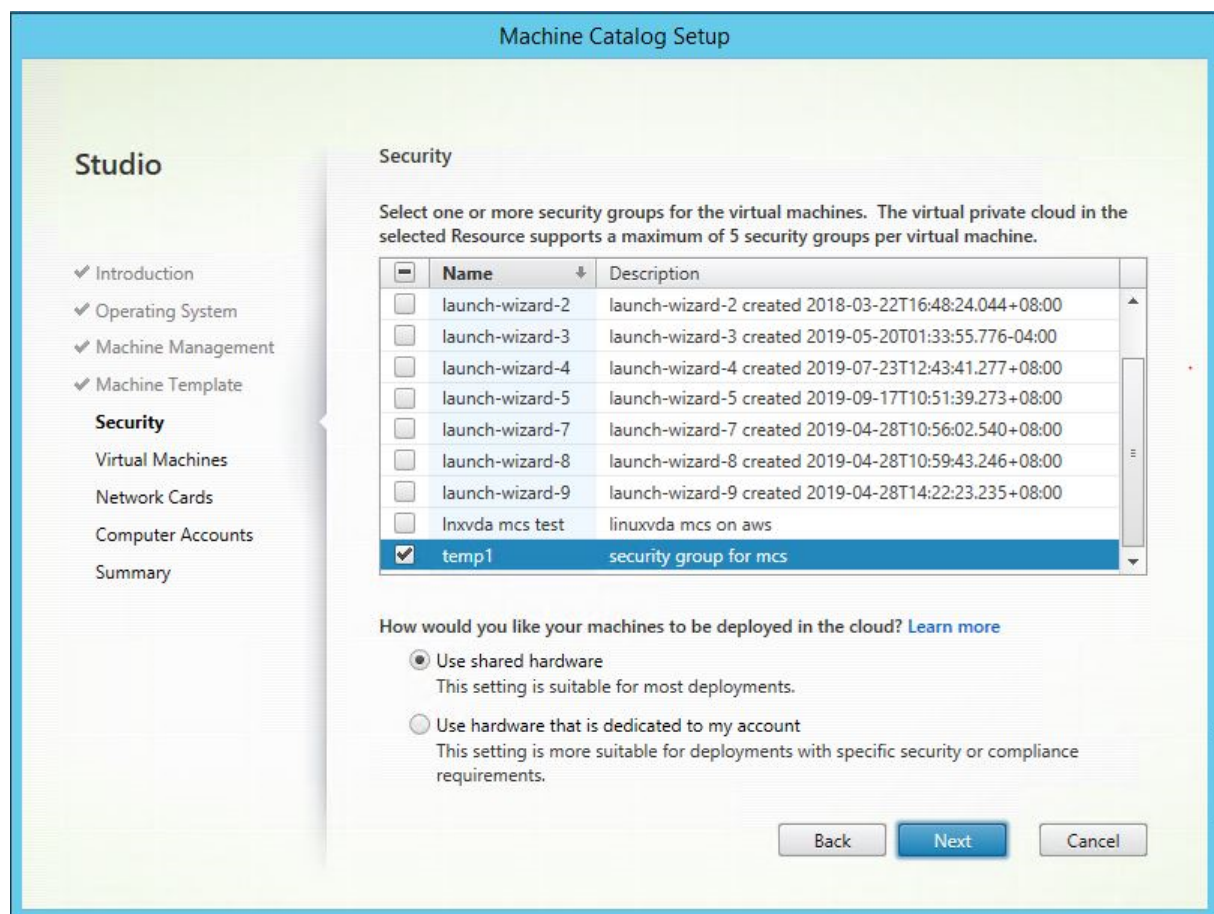 Machine Catalog Setup
Studio
Introduction
Operating System
Machine Management
Machine Template
Security
Virtual Machines
Network Cards
Computer Accounts
Summary
Security
Select one or more security groups for the virtual machines. The virtual private cloud in the
selected Resource supports a maximum of 5 security groups per virtual machine.
Name Description
launch-wizard-2 launch-wizard-2 created 2018-03-22T16:48:24.044+08:00
launch-wizard-3 launch-wizard-3 created 2019-05-20T01:33:55.776-04:00
launch-wizard-4 launch-wizard-4 created 2019-07-23T12:43:41.277+08:00
launch-wizard-5 launch-wizard-5 created 2019-09-17T10:51:39.273+08:00
launch-wizard-7 launch-wizard-7 created 2019-04-28T10:56:02.540+08:00
launch-wizard-8 launch-wizard-8 created 2019-04-28T10:59:43.246+08:00
launch-wizard-9 launch-wizard-9 created 2019-04-28T14:22:23.235+08:00
lnxvda mcs test linuxvda mcs on aws
temp1 security group for mcs
How would you like your machines to be deployed in the cloud? Learn more
Use shared hardware
This setting is suitable for most deployments.
Use hardware that is dedicated to my account
This setting is more suitable for deployments with specific security or compliance
requirements.
Back Next Cancel